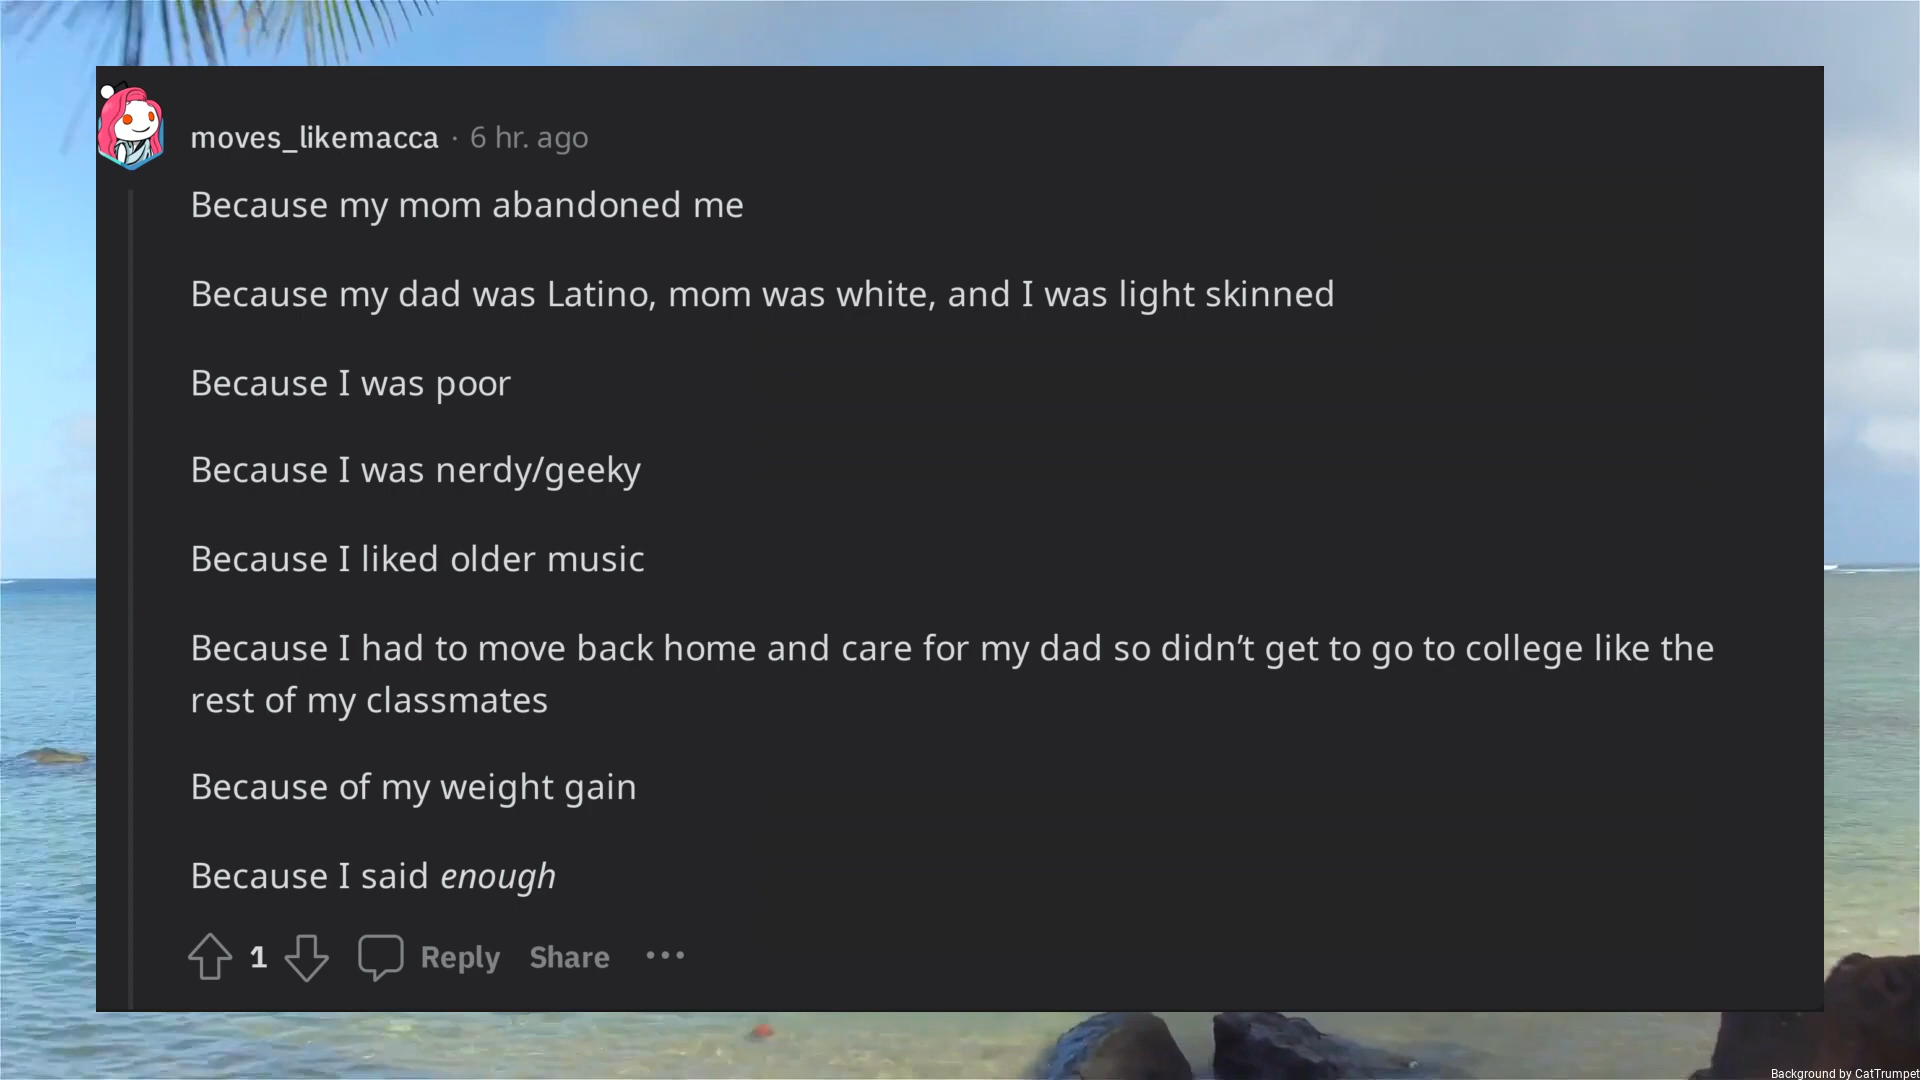 moves_likemacca · 6 hr. ago
Because my mom abandoned me
Because my dad was Latino, mom was white, and I was light skinned
Because I was poor
Because I was nerdy/geeky
Because I liked older music
Because I had to move back home and care for my dad so didn’t get to go to college like the
rest of my classmates
Because of my weight gain
Because I said enough
1 Reply Share ···
Background by CatTrumpet